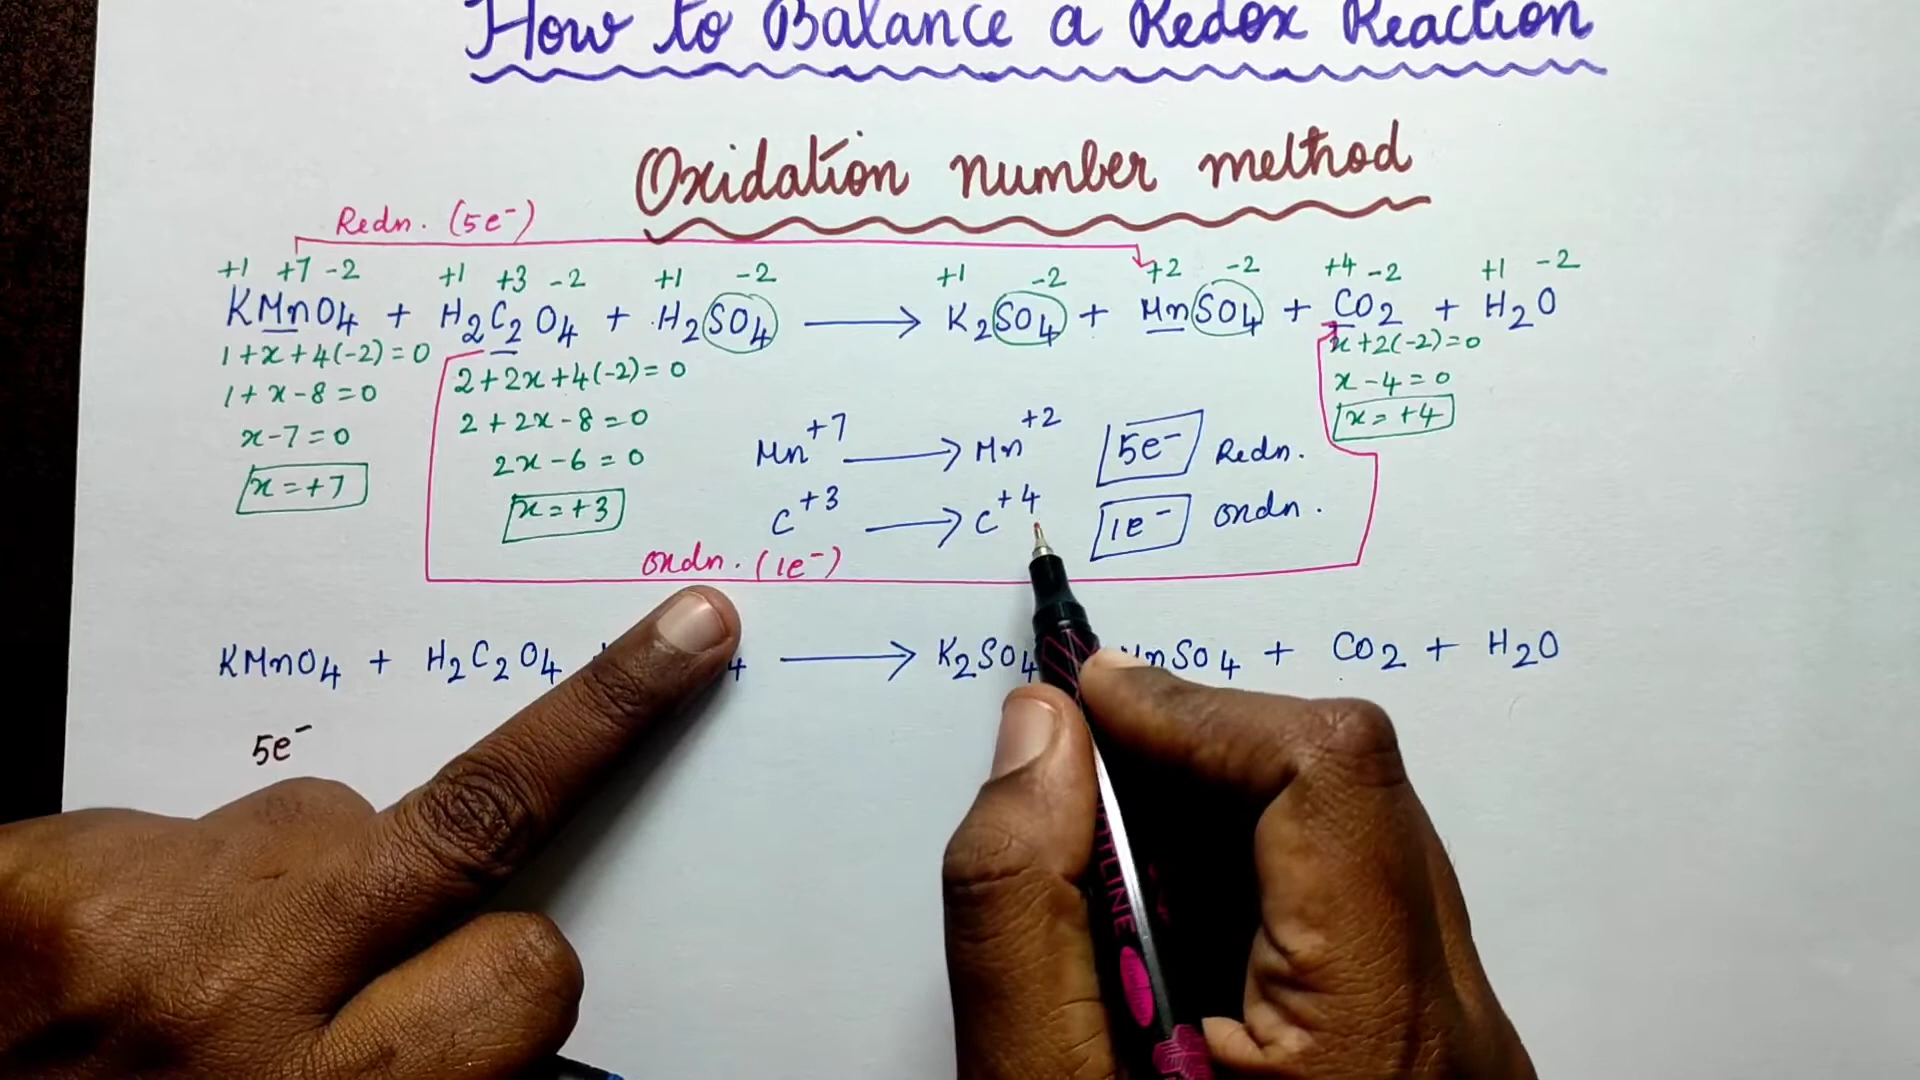 How to Balance a Redox Reaction
Oxidation number method
Redn. (5e⁻)
+1 +7 -2 +1 +3 -2 +1 -2 +1 -2 +2 -2 +4 -2 +1 -2
KMnO4 + H2C2O4 + H2SO4 ⟶ K2SO4 + MnSO4 + CO2 + H2O
1+x+4(-2)=0
1+x-8=0
x-7=0
x=+7
2+2x+4(-2)=0
2+2x-8=0
2x-6=0
x=+3
Mn⁺⁷ ⟶ Mn⁺² 5e⁻ Redn.
C⁺³ ⟶ C⁺⁴ 1e⁻ Oxdn.
x+2(-2)=0
x-4=0
x=+4
Oxdn. (1e⁻)
KMnO4 + H2C2O4 4 ⟶ K2SO4 MnSO4 + CO2 + H2O
5e⁻